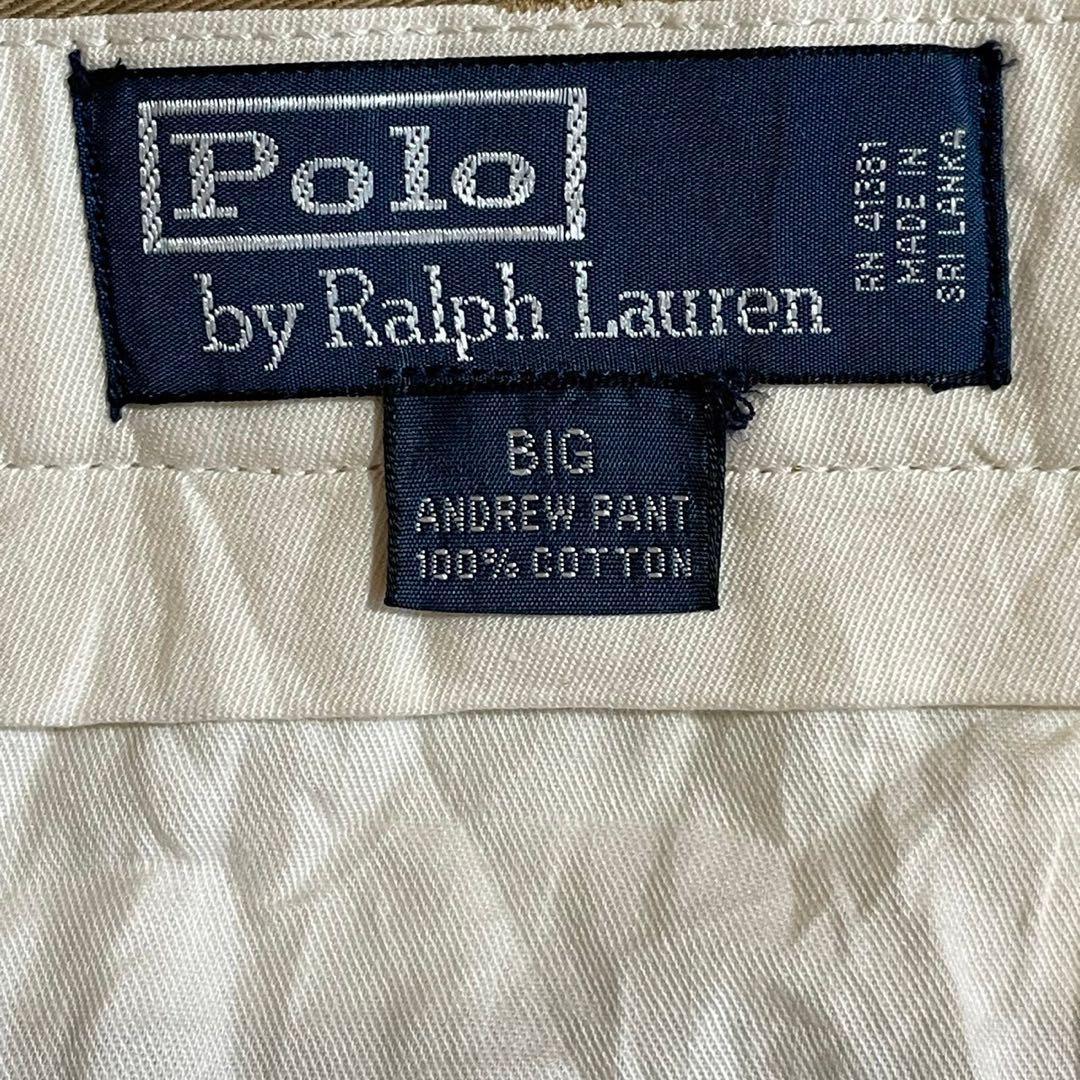 Polo
by Ralph Lauren
RN 41381
MADE IN
SRI LANKA
BIG
ANDREW PANT
100% COTTON